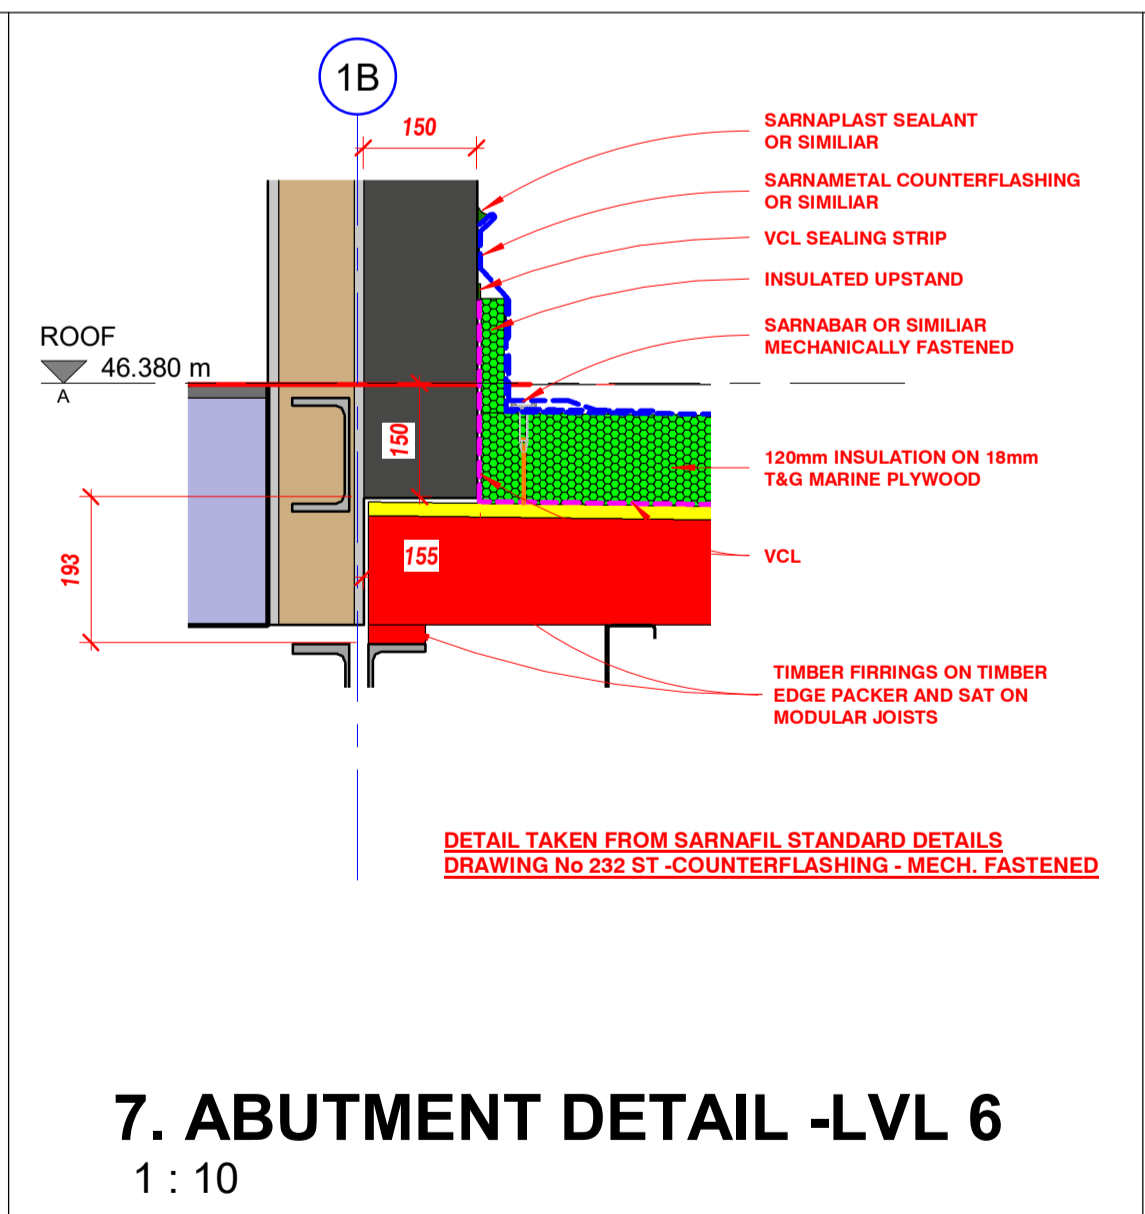 1B
150
SARNAPLAST SEALANT
OR SIMILIAR
SARNAMETAL COUNTERFLASHING
OR SIMILIAR
VCL SEALING STRIP
INSULATED UPSTAND
SARNABAR OR SIMILIAR
MECHANICALLY FASTENED
ROOF
46.380 m
A
150
120mm INSULATION ON 18mm
T&G MARINE PLYWOOD
193
155
VCL
TIMBER FIRRINGS ON TIMBER
EDGE PACKER AND SAT ON
MODULAR JOISTS
DETAIL TAKEN FROM SARNAFIL STANDARD DETAILS
DRAWING No 232 ST -COUNTERFLASHING - MECH. FASTENED
7. ABUTMENT DETAIL -LVL 6
1 : 10